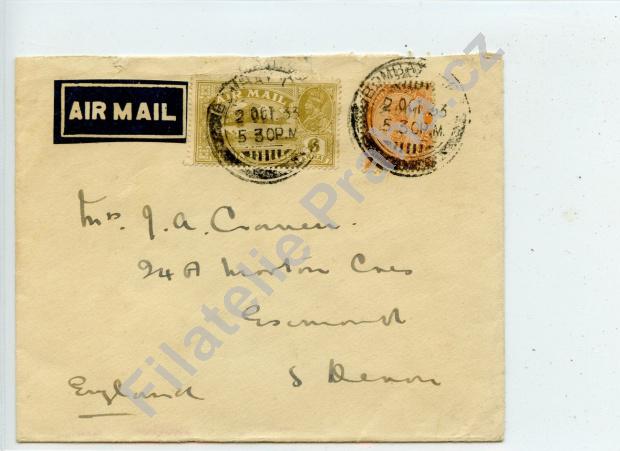 AIR MAIL
BOMBAY
2 OCT 33
5 30 P.M
AIR MAIL
6
BOMBAY
2 OCT 33
5 30 P.M.
Mrs J. A. Craven.
24 A Morton Cres
Exmouth
S Devon
England
Filatelie Praha.cz